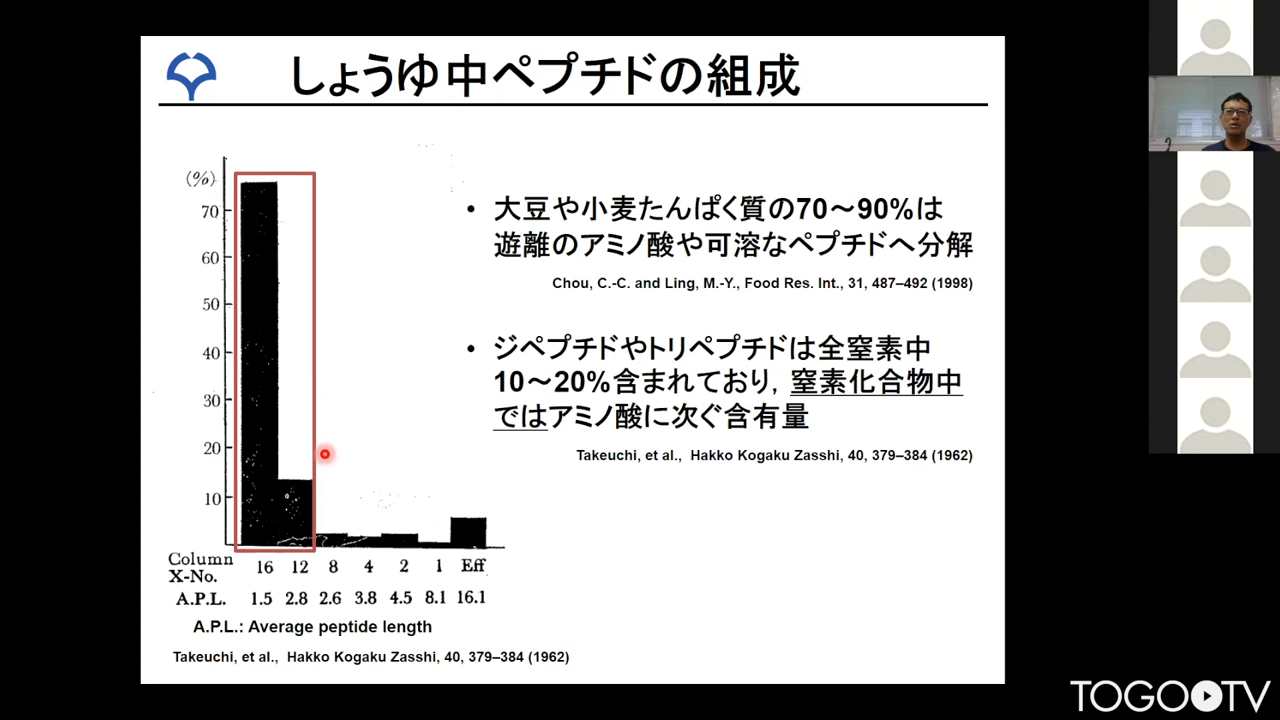 しょうゆ中ペプチドの組成
(%)
70
60
50
40
30
20
10
Column
X-No.
16 12 8 4 2 1 Eff
A.P.L. 1.5 2.8 2.6 3.8 4.5 8.1 16.1
A.P.L.: Average peptide length
Takeuchi, et al., Hakko Kogaku Zasshi, 40, 379–384 (1962)
• 大豆や小麦たんぱく質の70～90%は
遊離のアミノ酸や可溶なペプチドへ分解
Chou, C.-C. and Ling, M.-Y., Food Res. Int., 31, 487–492 (1998)
• ジペプチドやトリペプチドは全窒素中
10～20%含まれており，窒素化合物中
ではアミノ酸に次ぐ含有量
Takeuchi, et al., Hakko Kogaku Zasshi, 40, 379–384 (1962)
TOGO TV